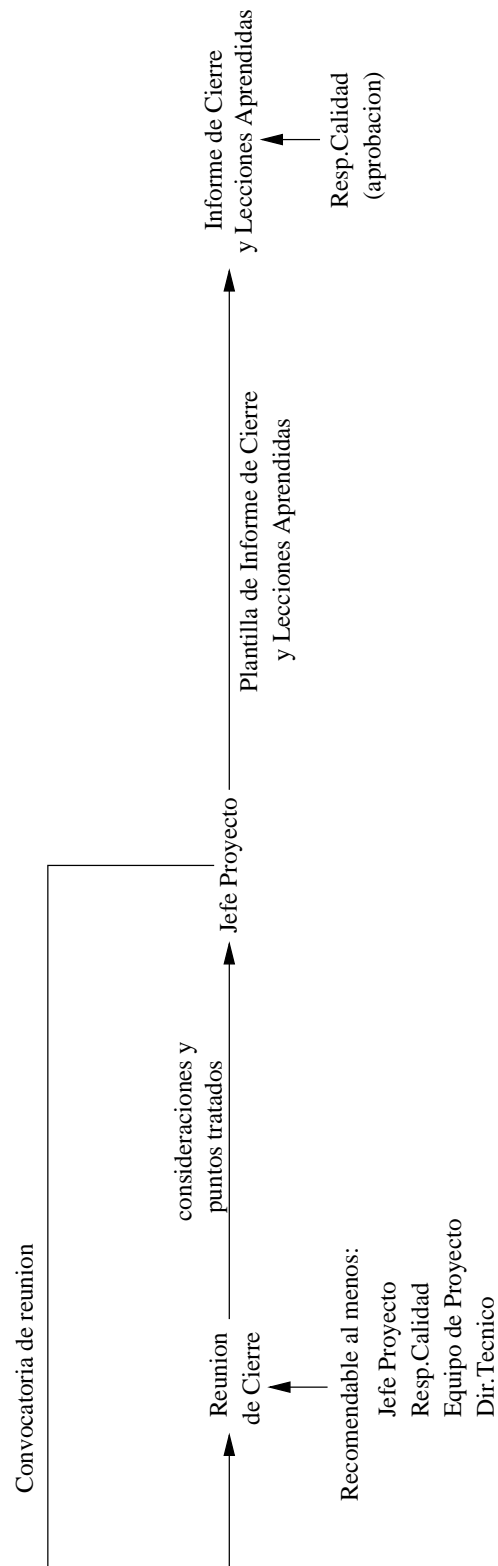 Convocatoria de reunion
Reunion
de Cierre
Recomendable al menos:
Jefe Proyecto
Resp.Calidad
Equipo de Proyecto
Dir.Tecnico
consideraciones y
puntos tratados
Jefe Proyecto
Plantilla de Informe de Cierre
y Lecciones Aprendidas
Informe de Cierre
y Lecciones Aprendidas
Resp.Calidad
(aprobacion)